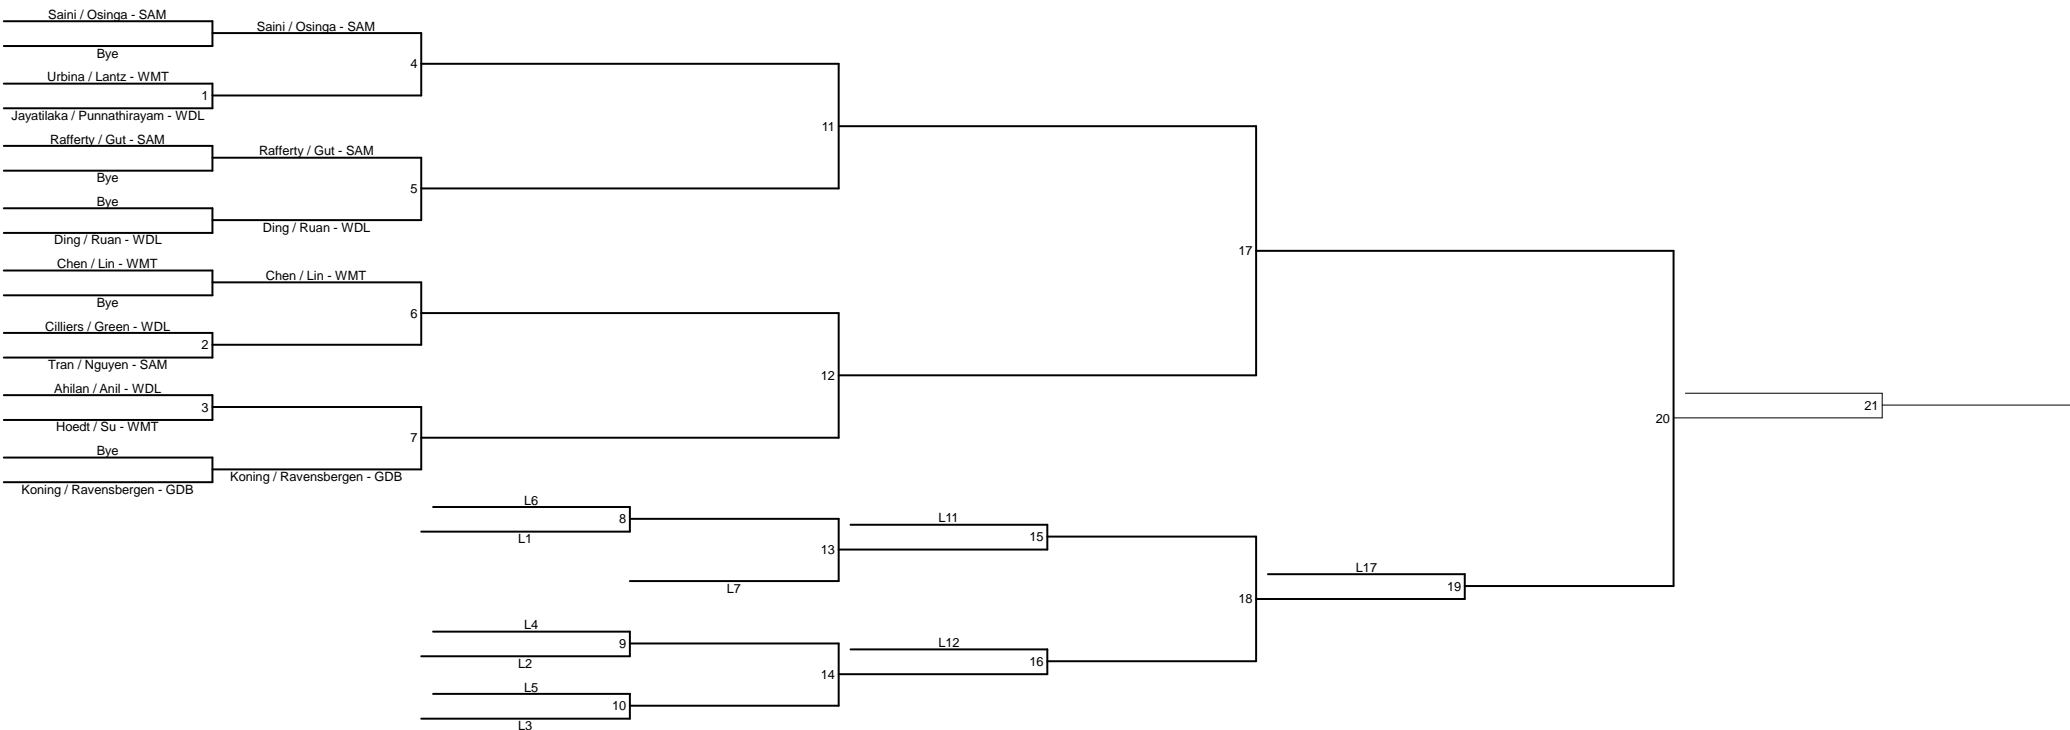 Saini / Osinga - SAM
Saini / Osinga - SAM
Bye
4
Urbina / Lantz - WMT
1
Jayatilaka / Punnathirayam - WDL
11
Rafferty / Gut - SAM
Rafferty / Gut - SAM
Bye
5
Bye
Ding / Ruan - WDL
Ding / Ruan - WDL
17
Chen / Lin - WMT
Chen / Lin - WMT
Bye
6
Cilliers / Green - WDL
2
Tran / Nguyen - SAM
12
Ahilan / Anil - WDL
3
21
20
Hoedt / Su - WMT
7
Bye
Koning / Ravensbergen - GDB
Koning / Ravensbergen - GDB
L6
8
L11
L1
15
13
L17
L7
19
18
L4
9
L12
L2
16
14
L5
10
L3